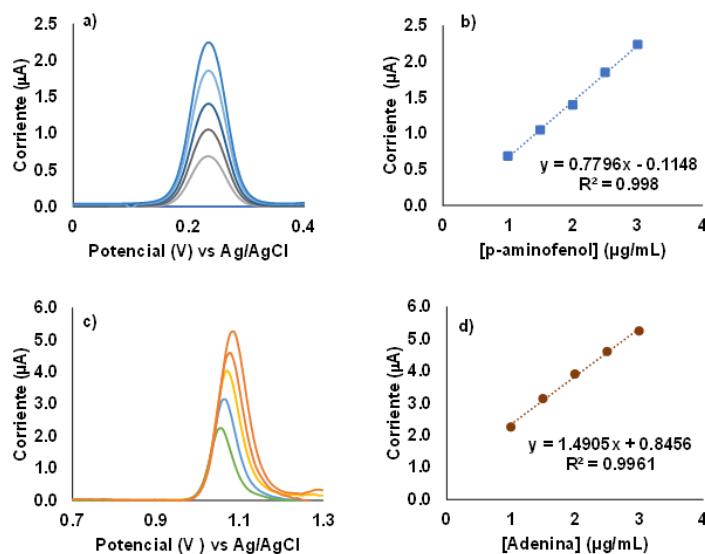 a)
Corriente (µA)
2.5
2.0
1.5
1.0
0.5
0.0
0
0.2
0.4
Potencial (V) vs Ag/AgCl
b)
Corriente (µA)
2.5
2.0
1.5
1.0
0.5
0.0
y = 0.7796x - 0.1148
R² = 0.998
0
1
2
3
4
[p-aminofenol] (µg/mL)
c)
Corriente (µA)
6.0
5.0
4.0
3.0
2.0
1.0
0.0
0.7
0.9
1.1
1.3
Potencial (V ) vs Ag/AgCl
d)
Corriente (µA)
6.0
5.0
4.0
3.0
2.0
1.0
0.0
y = 1.4905x + 0.8456
R² = 0.9961
0
1
2
3
4
[Adenina] (µg/mL)